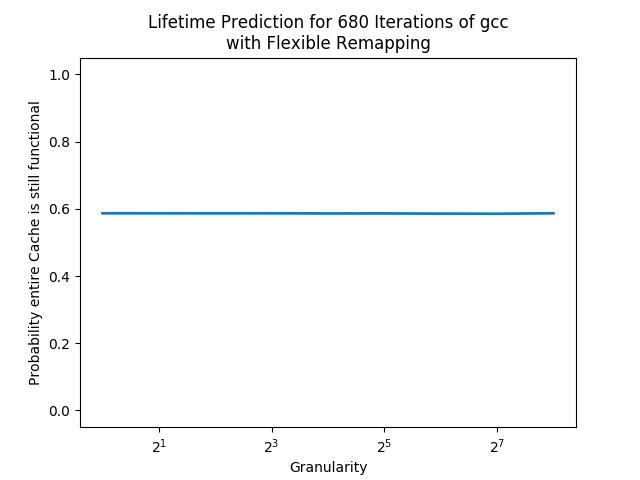 Lifetime Prediction for 680 Iterations of gcc
with Flexible Remapping
Probability entire Cache is still functional
1.0
0.8
0.6
0.4
0.2
0.0
2¹ 2³ 2⁵ 2⁷
Granularity